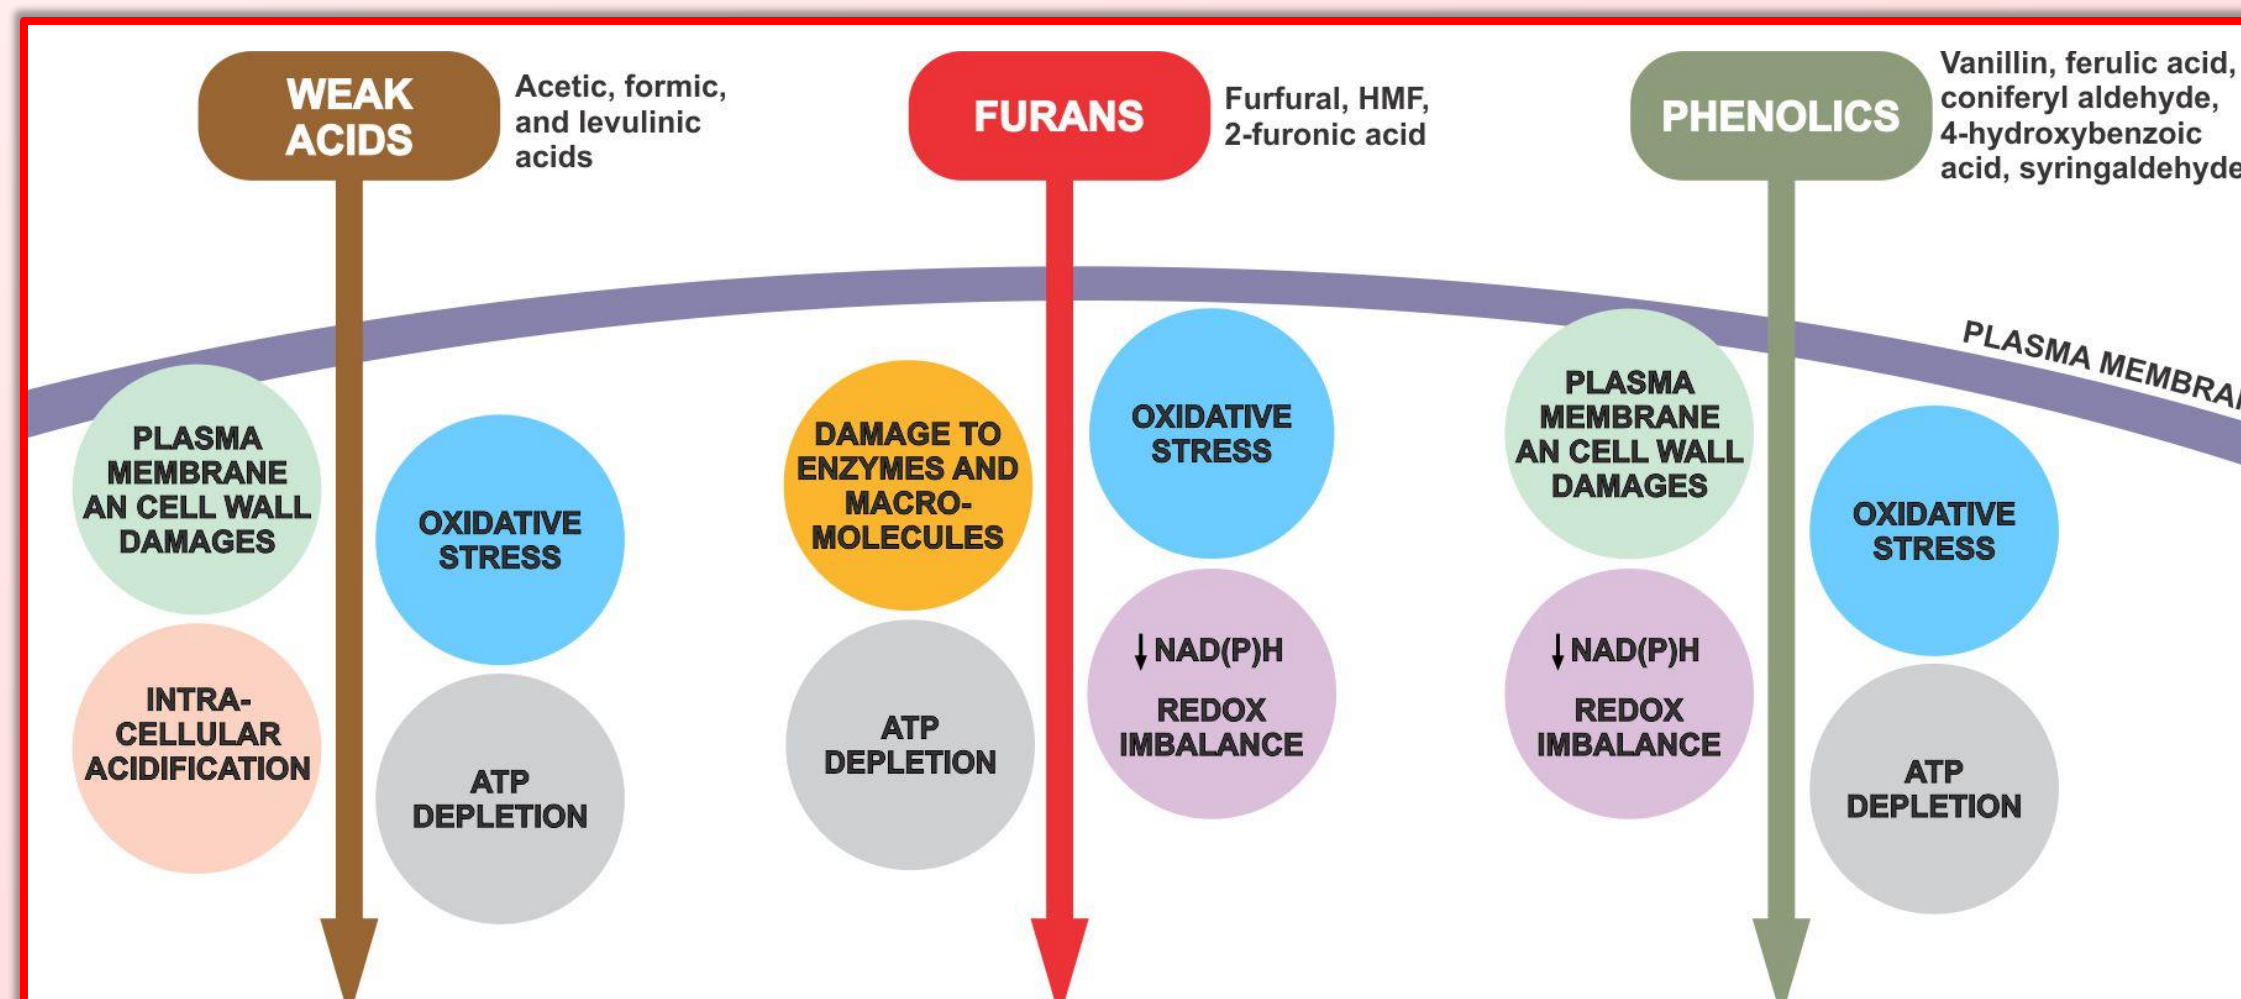 WEAK
ACIDS
Acetic, formic,
and levulinic
acids
FURANS
Furfural, HMF,
2-furonic acid
PHENOLICS
Vanillin, ferulic acid,
coniferyl aldehyde,
4-hydroxybenzoic
acid, syringaldehyde
PLASMA
PLASMA
MEMBRANE
AN CELL WALL
DAMAGES
OXIDATIVE
STRESS
INTRA-
CELLULAR
ACIDIFICATION
ATP
DEPLETION
DAMAGE TO
ENZYMES AND
MACRO-
MOLECULES
OXIDATIVE
STRESS
ATP
DEPLETION
↓ NAD(P)H
REDOX
IMBALANCE
PLASMA
MEMBRANE
AN CELL WALL
DAMAGES
OXIDATIVE
STRESS
↓ NAD(P)H
REDOX
IMBALANCE
ATP
DEPLETION